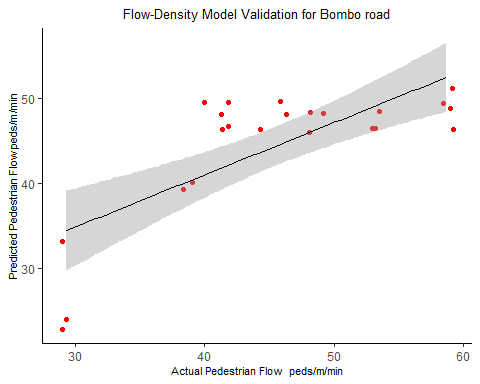 Flow-Density Model Validation for Bombo road
Predicted Pedestrian Flowpeds/m/min
50
40
30
30
40
50
60
Actual Pedestrian Flow peds/m/min